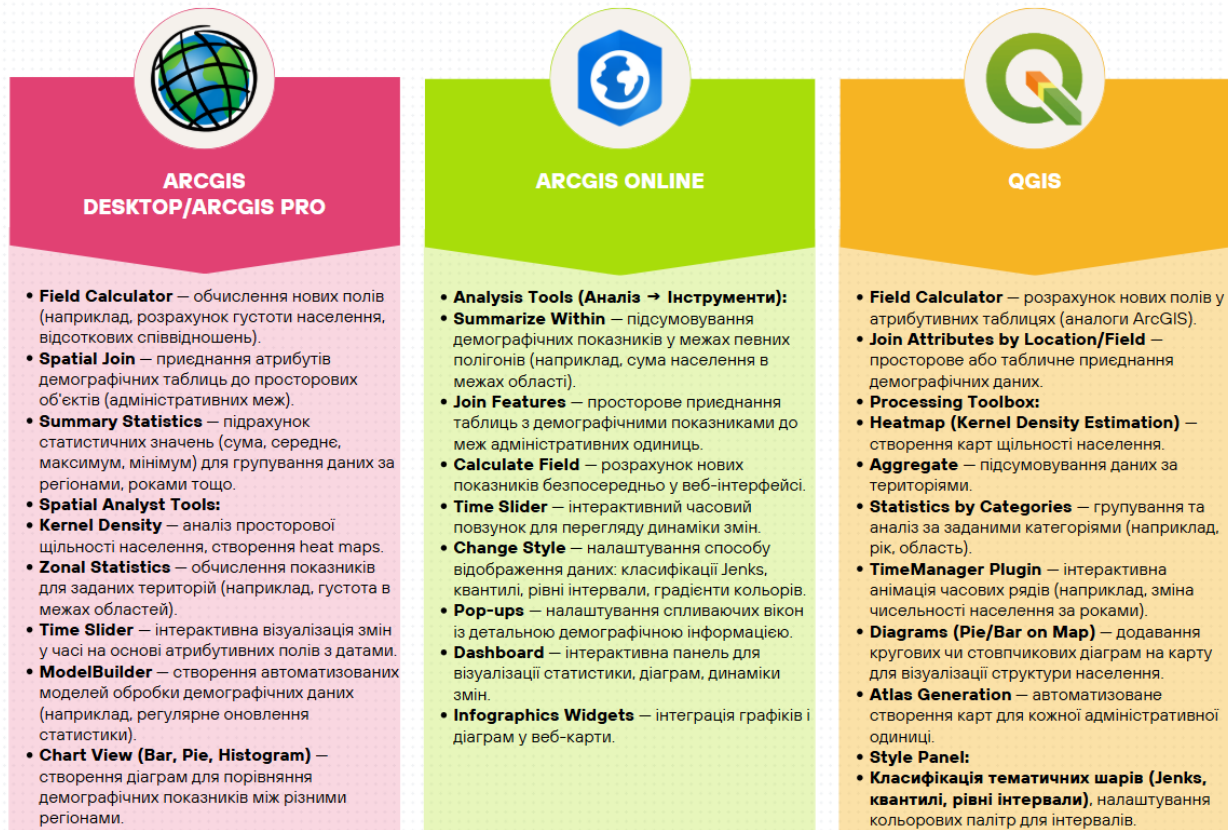 ARCGIS
DESKTOP/ARCGIS PRO
• Field Calculator — обчислення нових полів
(наприклад, розрахунок густоти населення,
відсоткових співвідношень).
• Spatial Join — приєднання атрибутів
демографічних таблиць до просторових
об'єктів (адміністративних меж).
• Summary Statistics — підрахунок
статистичних значень (сума, середнє,
максимум, мінімум) для групування даних за
регіонами, роками тощо.
• Spatial Analyst Tools:
• Kernel Density — аналіз просторової
щільності населення, створення heat maps.
• Zonal Statistics — обчислення показників
для заданих територій (наприклад, густота в
межах областей).
• Time Slider — інтерактивна візуалізація змін
у часі на основі атрибутивних полів з датами.
• ModelBuilder — створення автоматизованих
моделей обробки демографічних даних
(наприклад, регулярне оновлення
статистики).
• Chart View (Bar, Pie, Histogram) —
створення діаграм для порівняння
демографічних показників між різними
регіонами.
ARCGIS ONLINE
• Analysis Tools (Аналіз → Інструменти):
• Summarize Within — підсумовування
демографічних показників у межах певних
полігонів (наприклад, сума населення в
межах області).
• Join Features — просторове приєднання
таблиць з демографічними показниками до
меж адміністративних одиниць.
• Calculate Field — розрахунок нових
показників безпосередньо у веб-інтерфейсі.
• Time Slider — інтерактивний часовий
повзунок для перегляду динаміки змін.
• Change Style — налаштування способу
відображення даних: класифікації Jenks,
квантилі, рівні інтервали, градієнти кольорів.
• Pop-ups — налаштування спливаючих вікон
із детальною демографічною інформацією.
• Dashboard — інтерактивна панель для
візуалізації статистики, діаграм, динаміки
змін.
• Infographics Widgets — інтеграція графіків і
діаграм у веб-карти.
QGIS
• Field Calculator — розрахунок нових полів у
атрибутивних таблицях (аналоги ArcGIS).
• Join Attributes by Location/Field —
просторове або табличне приєднання
демографічних даних.
• Processing Toolbox:
• Heatmap (Kernel Density Estimation) —
створення карт щільності населення.
• Aggregate — підсумовування даних за
територіями.
• Statistics by Categories — групування та
аналіз за заданими категоріями (наприклад,
рік, область).
• TimeManager Plugin — інтерактивна
анімація часових рядів (наприклад, зміна
чисельності населення за роками).
• Diagrams (Pie/Bar on Map) — додавання
кругових чи стовпчикових діаграм на карту
для візуалізації структури населення.
• Atlas Generation — автоматизоване
створення карт для кожної адміністративної
одиниці.
• Style Panel:
• Класифікація тематичних шарів (Jenks,
квантилі, рівні інтервали), налаштування
кольорових палітр для інтервалів.